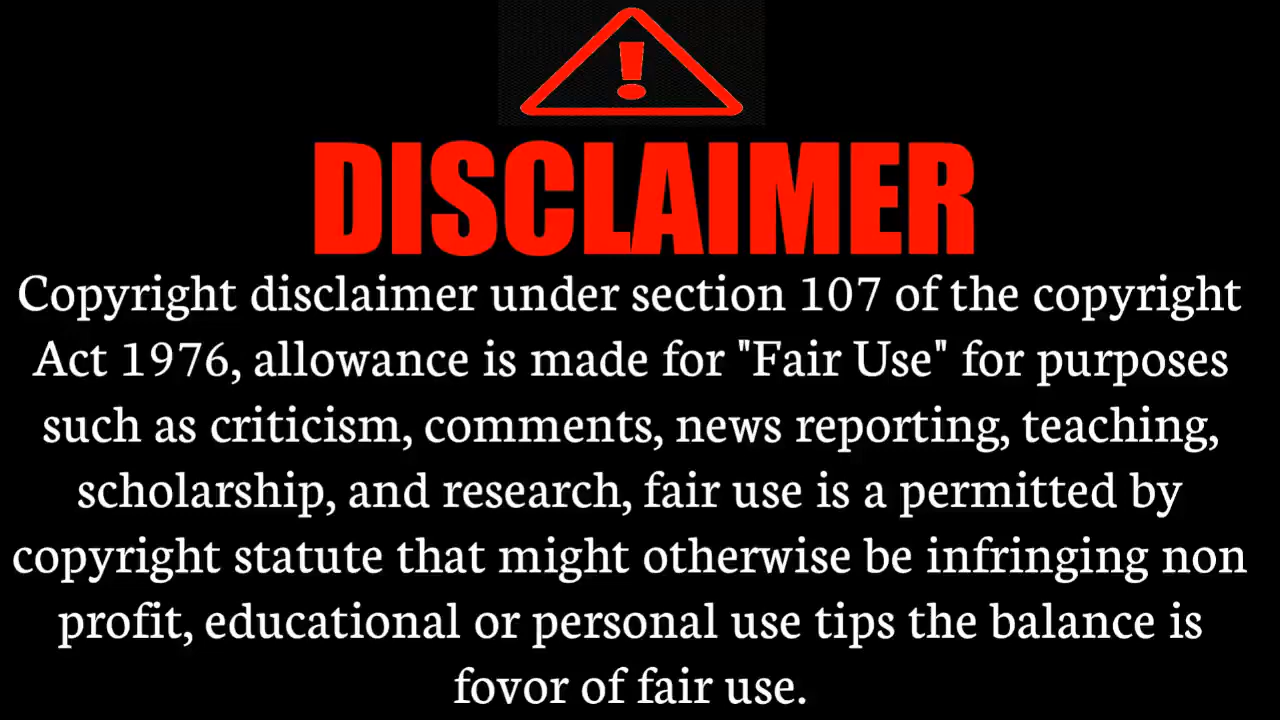 DISCLAIMER
Copyright disclaimer under section 107 of the copyright
Act 1976, allowance is made for "Fair Use" for purposes
such as criticism, comments, news reporting, teaching,
scholarship, and research, fair use is a permitted by
copyright statute that might otherwise be infringing non
profit, educational or personal use tips the balance is
fovor of fair use.